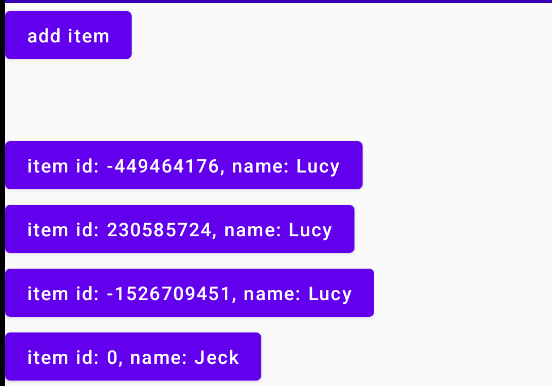 add item
item id: -449464176, name: Lucy
item id: 230585724, name: Lucy
item id: -1526709451, name: Lucy
item id: 0, name: Jeck